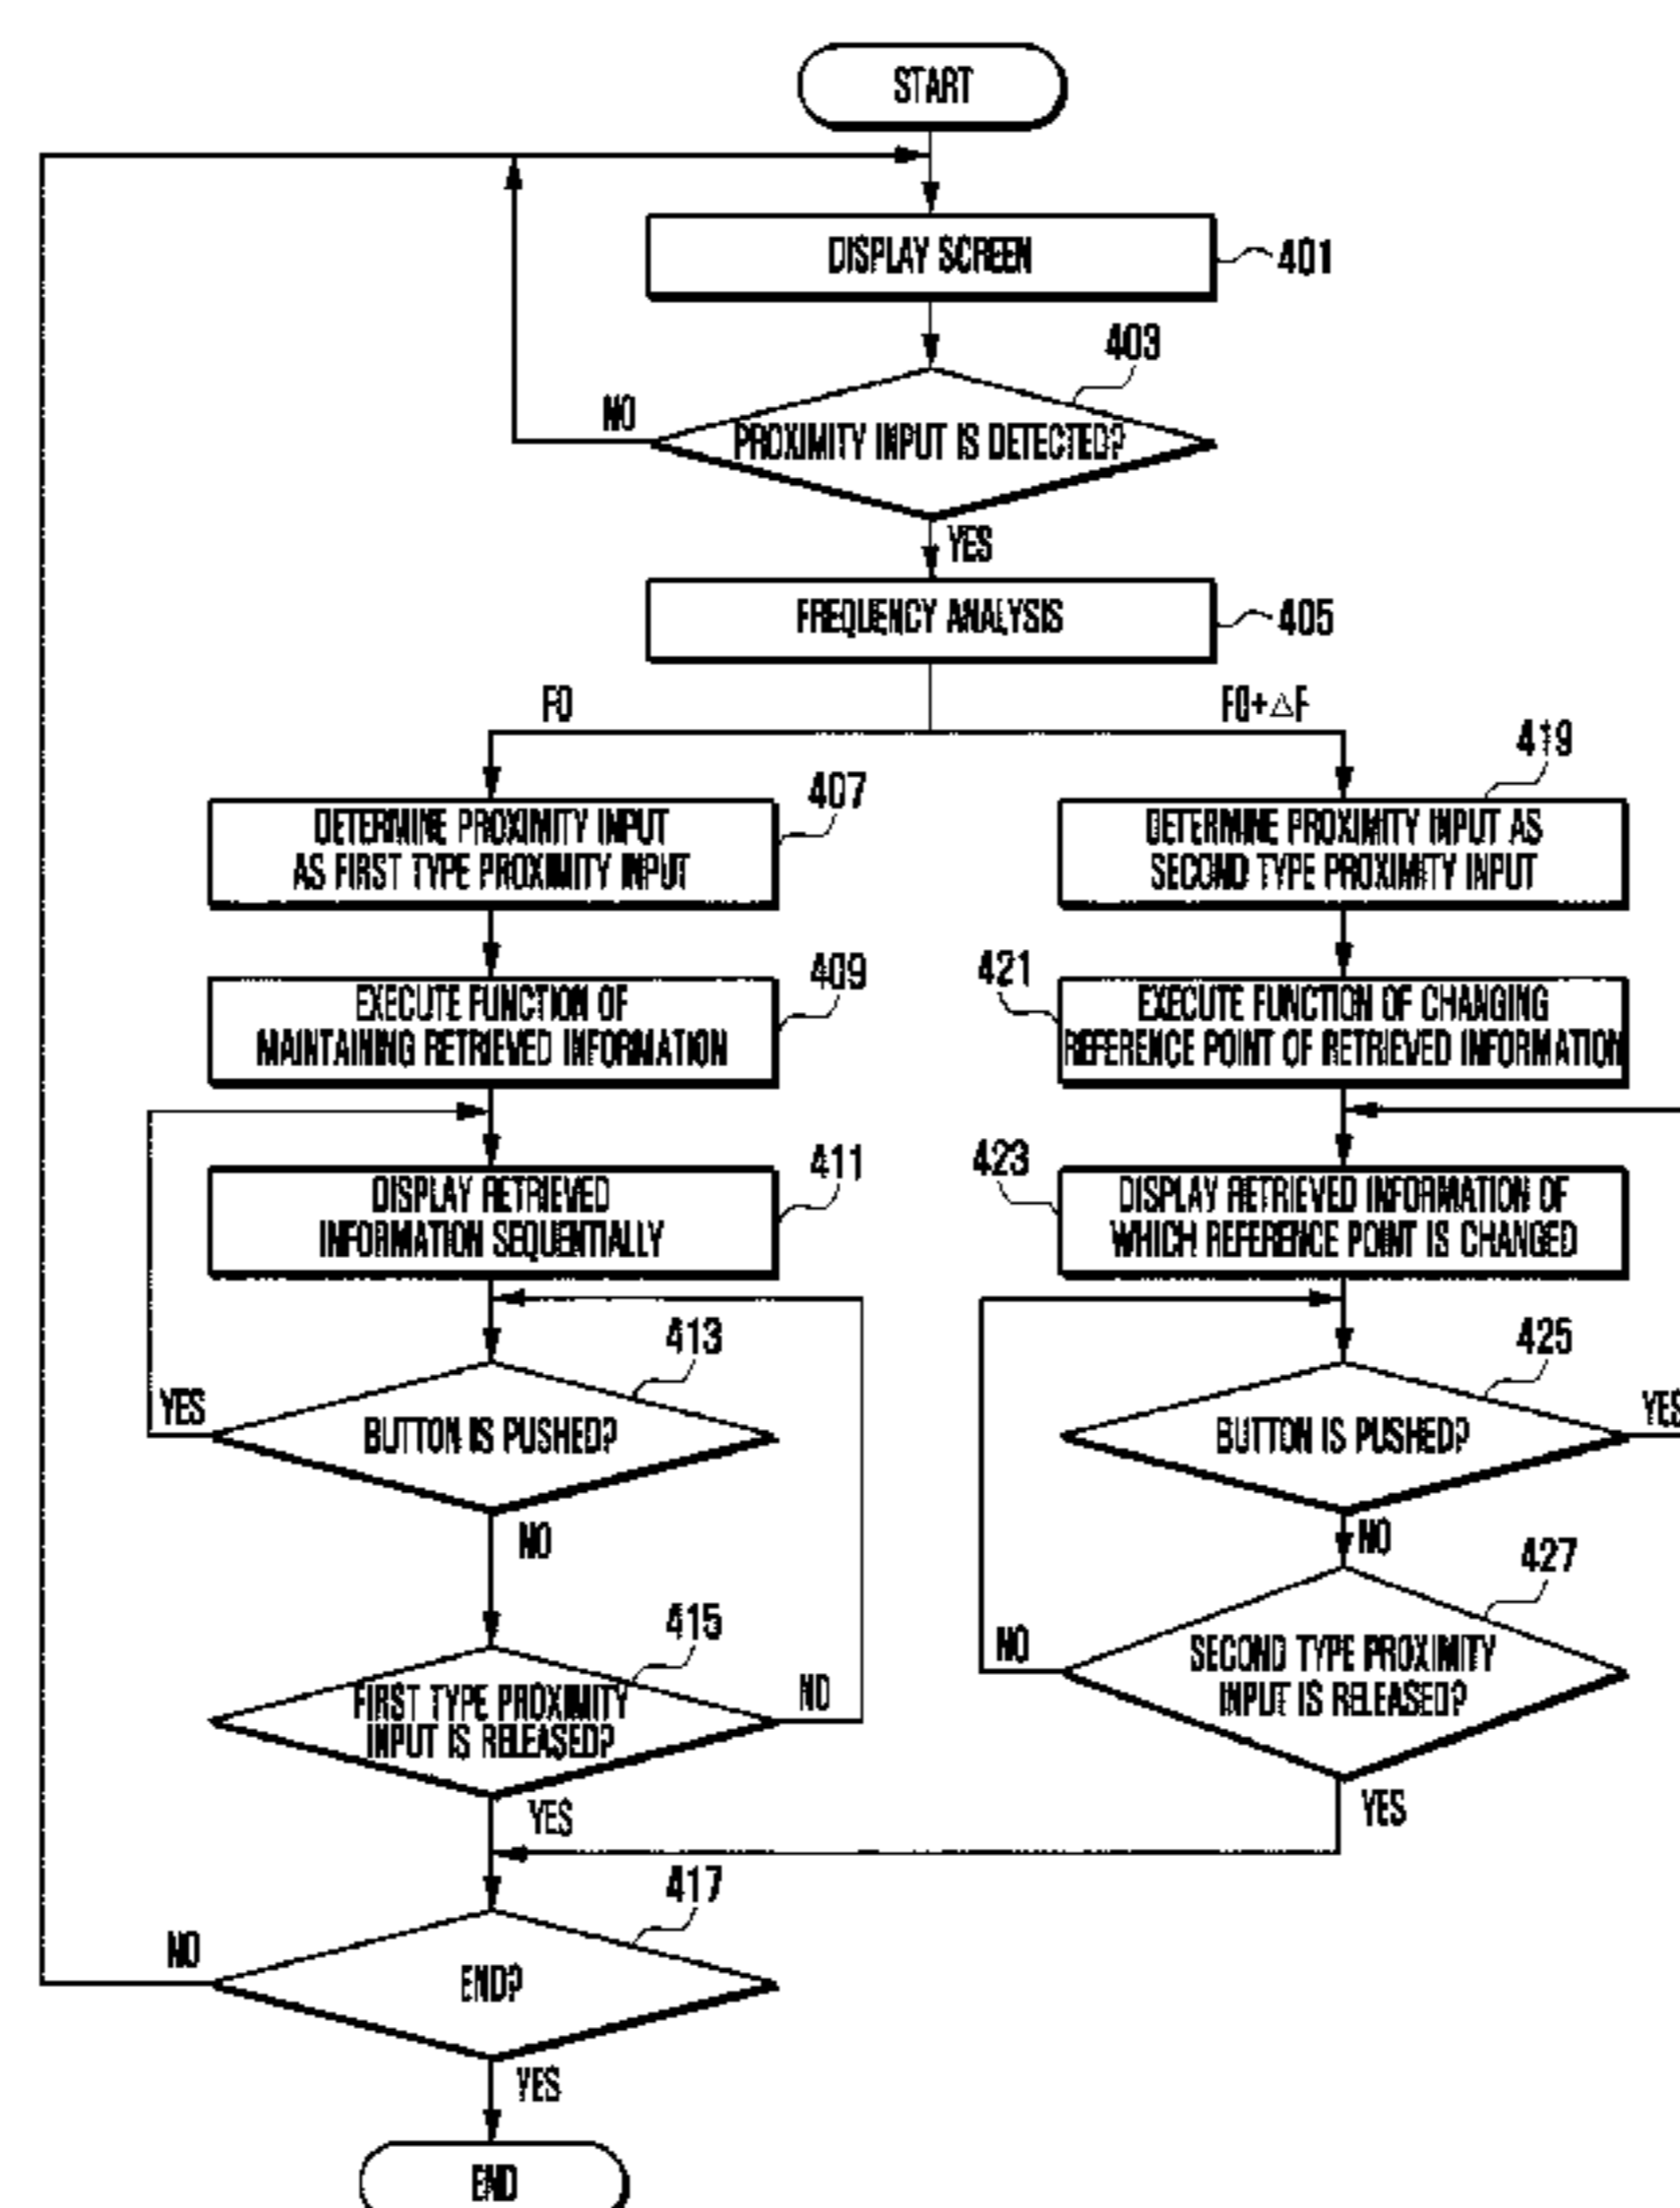 START
DISPLAY SCREEN
401
403
NO
PROXIMITY INPUT IS DETECTED?
YES
FREQUENCY ANALYSIS
405
F0
F0+△F
407
419
DETERMINE PROXIMITY INPUT
AS FIRST TYPE PROXIMITY INPUT
DETERMINE PROXIMITY INPUT AS
SECOND TYPE PROXIMITY INPUT
409
421
EXECUTE FUNCTION OF
MAINTAINING RETRIEVED INFORMATION
EXECUTE FUNCTION OF CHANGING
REFERENCE POINT OF RETRIEVED INFORMATION
411
423
DISPLAY RETRIEVED
INFORMATION SEQUENTIALLY
DISPLAY RETRIEVED INFORMATION OF
WHICH REFERENCE POINT IS CHANGED
413
425
YES
BUTTON IS PUSHED?
BUTTON IS PUSHED?
YES
NO
NO
415
427
FIRST TYPE PROXIMITY
INPUT IS RELEASED?
NO
NO
SECOND TYPE PROXIMITY
INPUT IS RELEASED?
YES
YES
417
NO
END?
YES
END